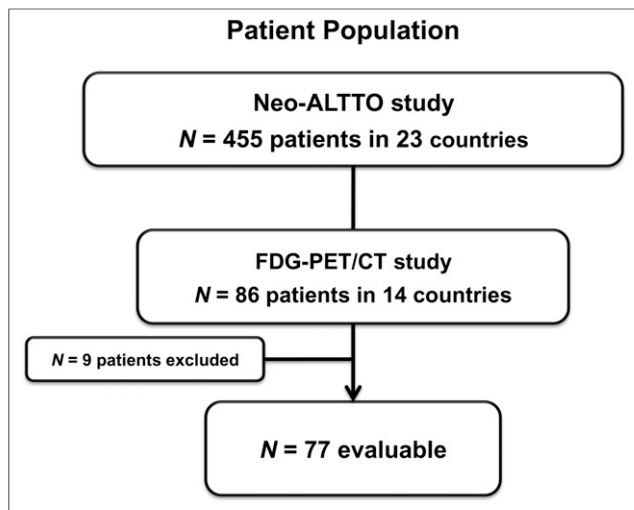 Patient Population
Neo-ALTTO study
N = 455 patients in 23 countries
FDG-PET/CT study
N = 86 patients in 14 countries
N = 9 patients excluded
N = 77 evaluable